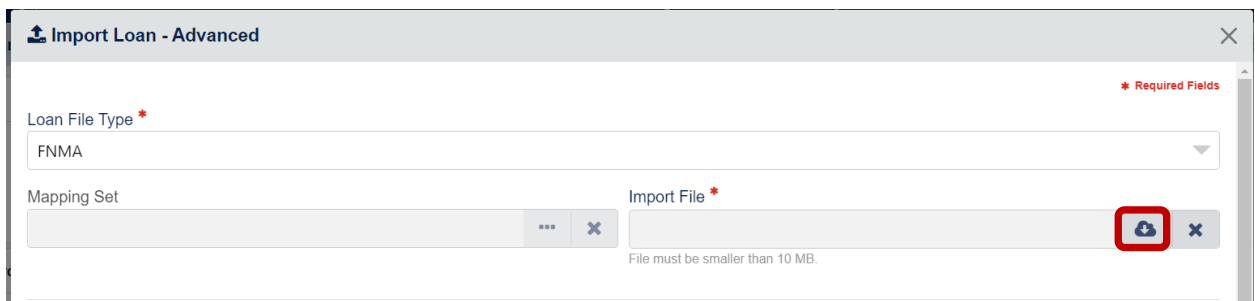 Import Loan - Advanced
* Required Fields
Loan File Type *
FNMA
Mapping Set
Import File *
File must be smaller than 10 MB.